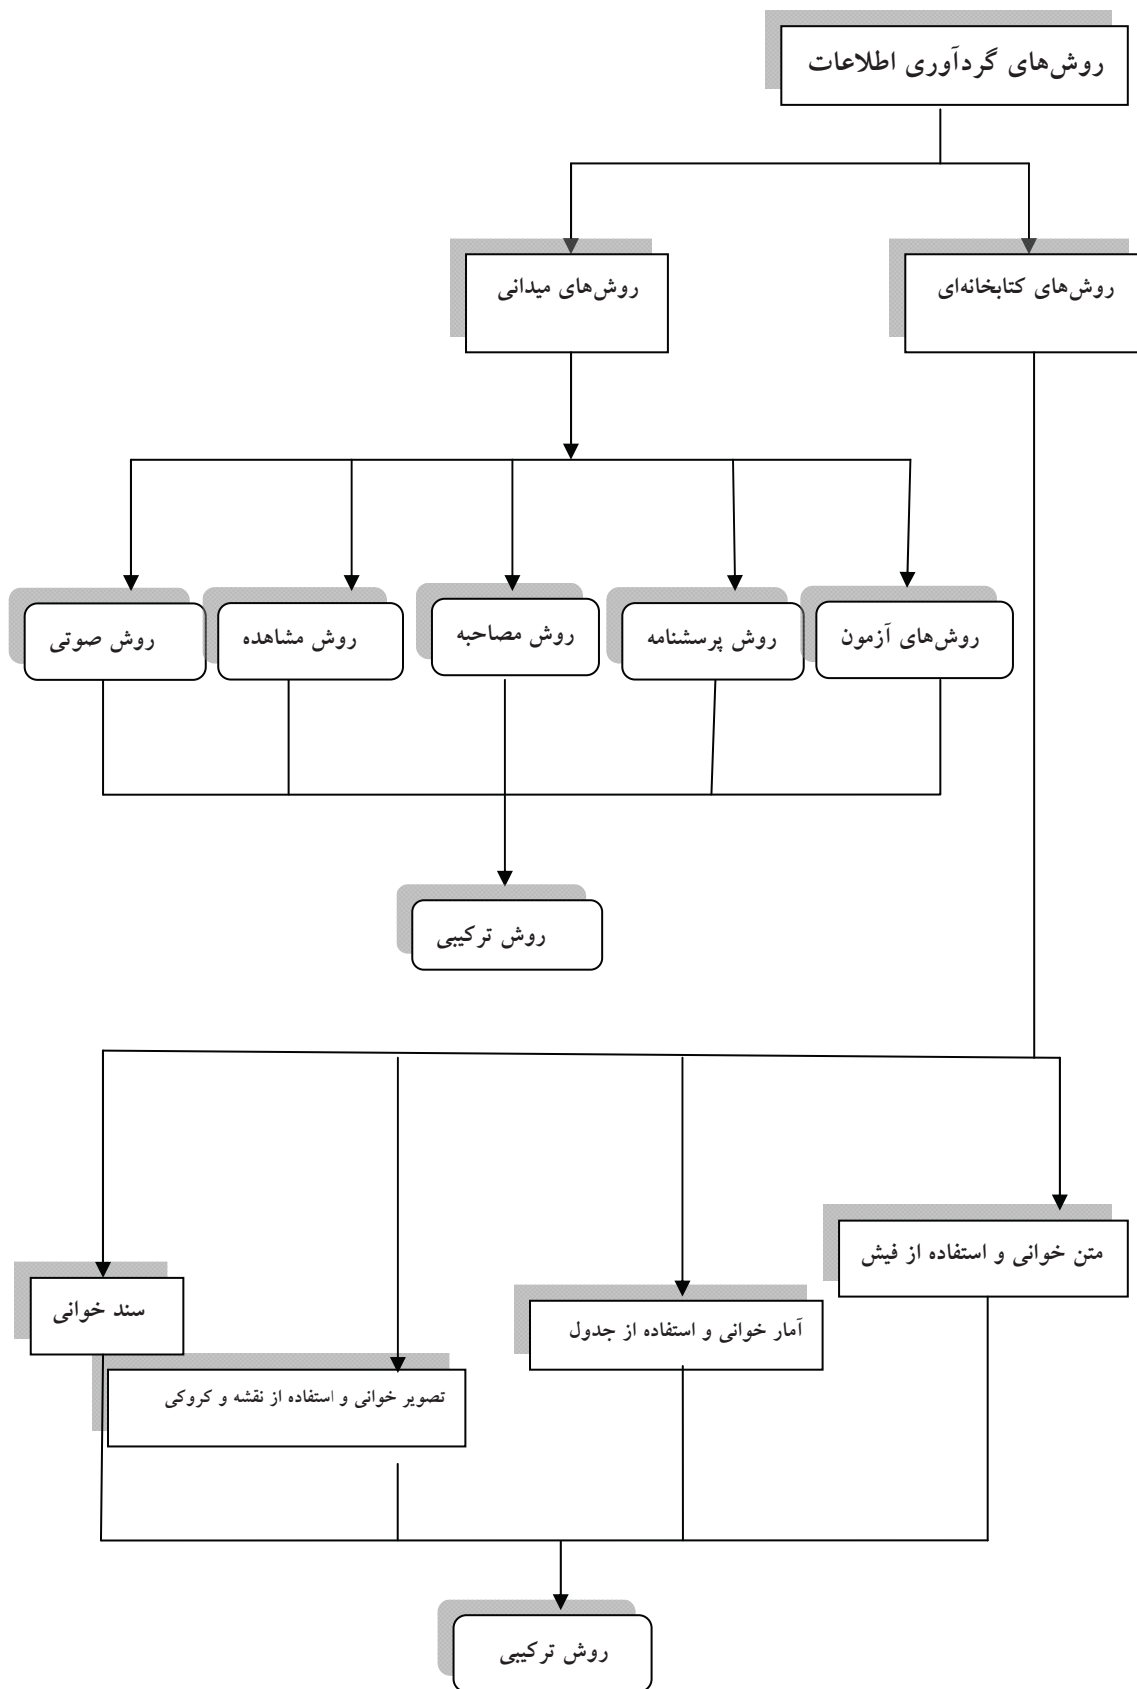 روش‌های گردآوری اطلاعات
روش‌های کتابخانه‌ای
روش‌های میدانی
روش‌های آزمون
روش پرسشنامه
روش مصاحبه
روش مشاهده
روش صوتی
روش ترکیبی
متن خوانی و استفاده از فیش
آمار خوانی و استفاده از جدول
تصویر خوانی و استفاده از نقشه و کروکی
سند خوانی
روش ترکیبی